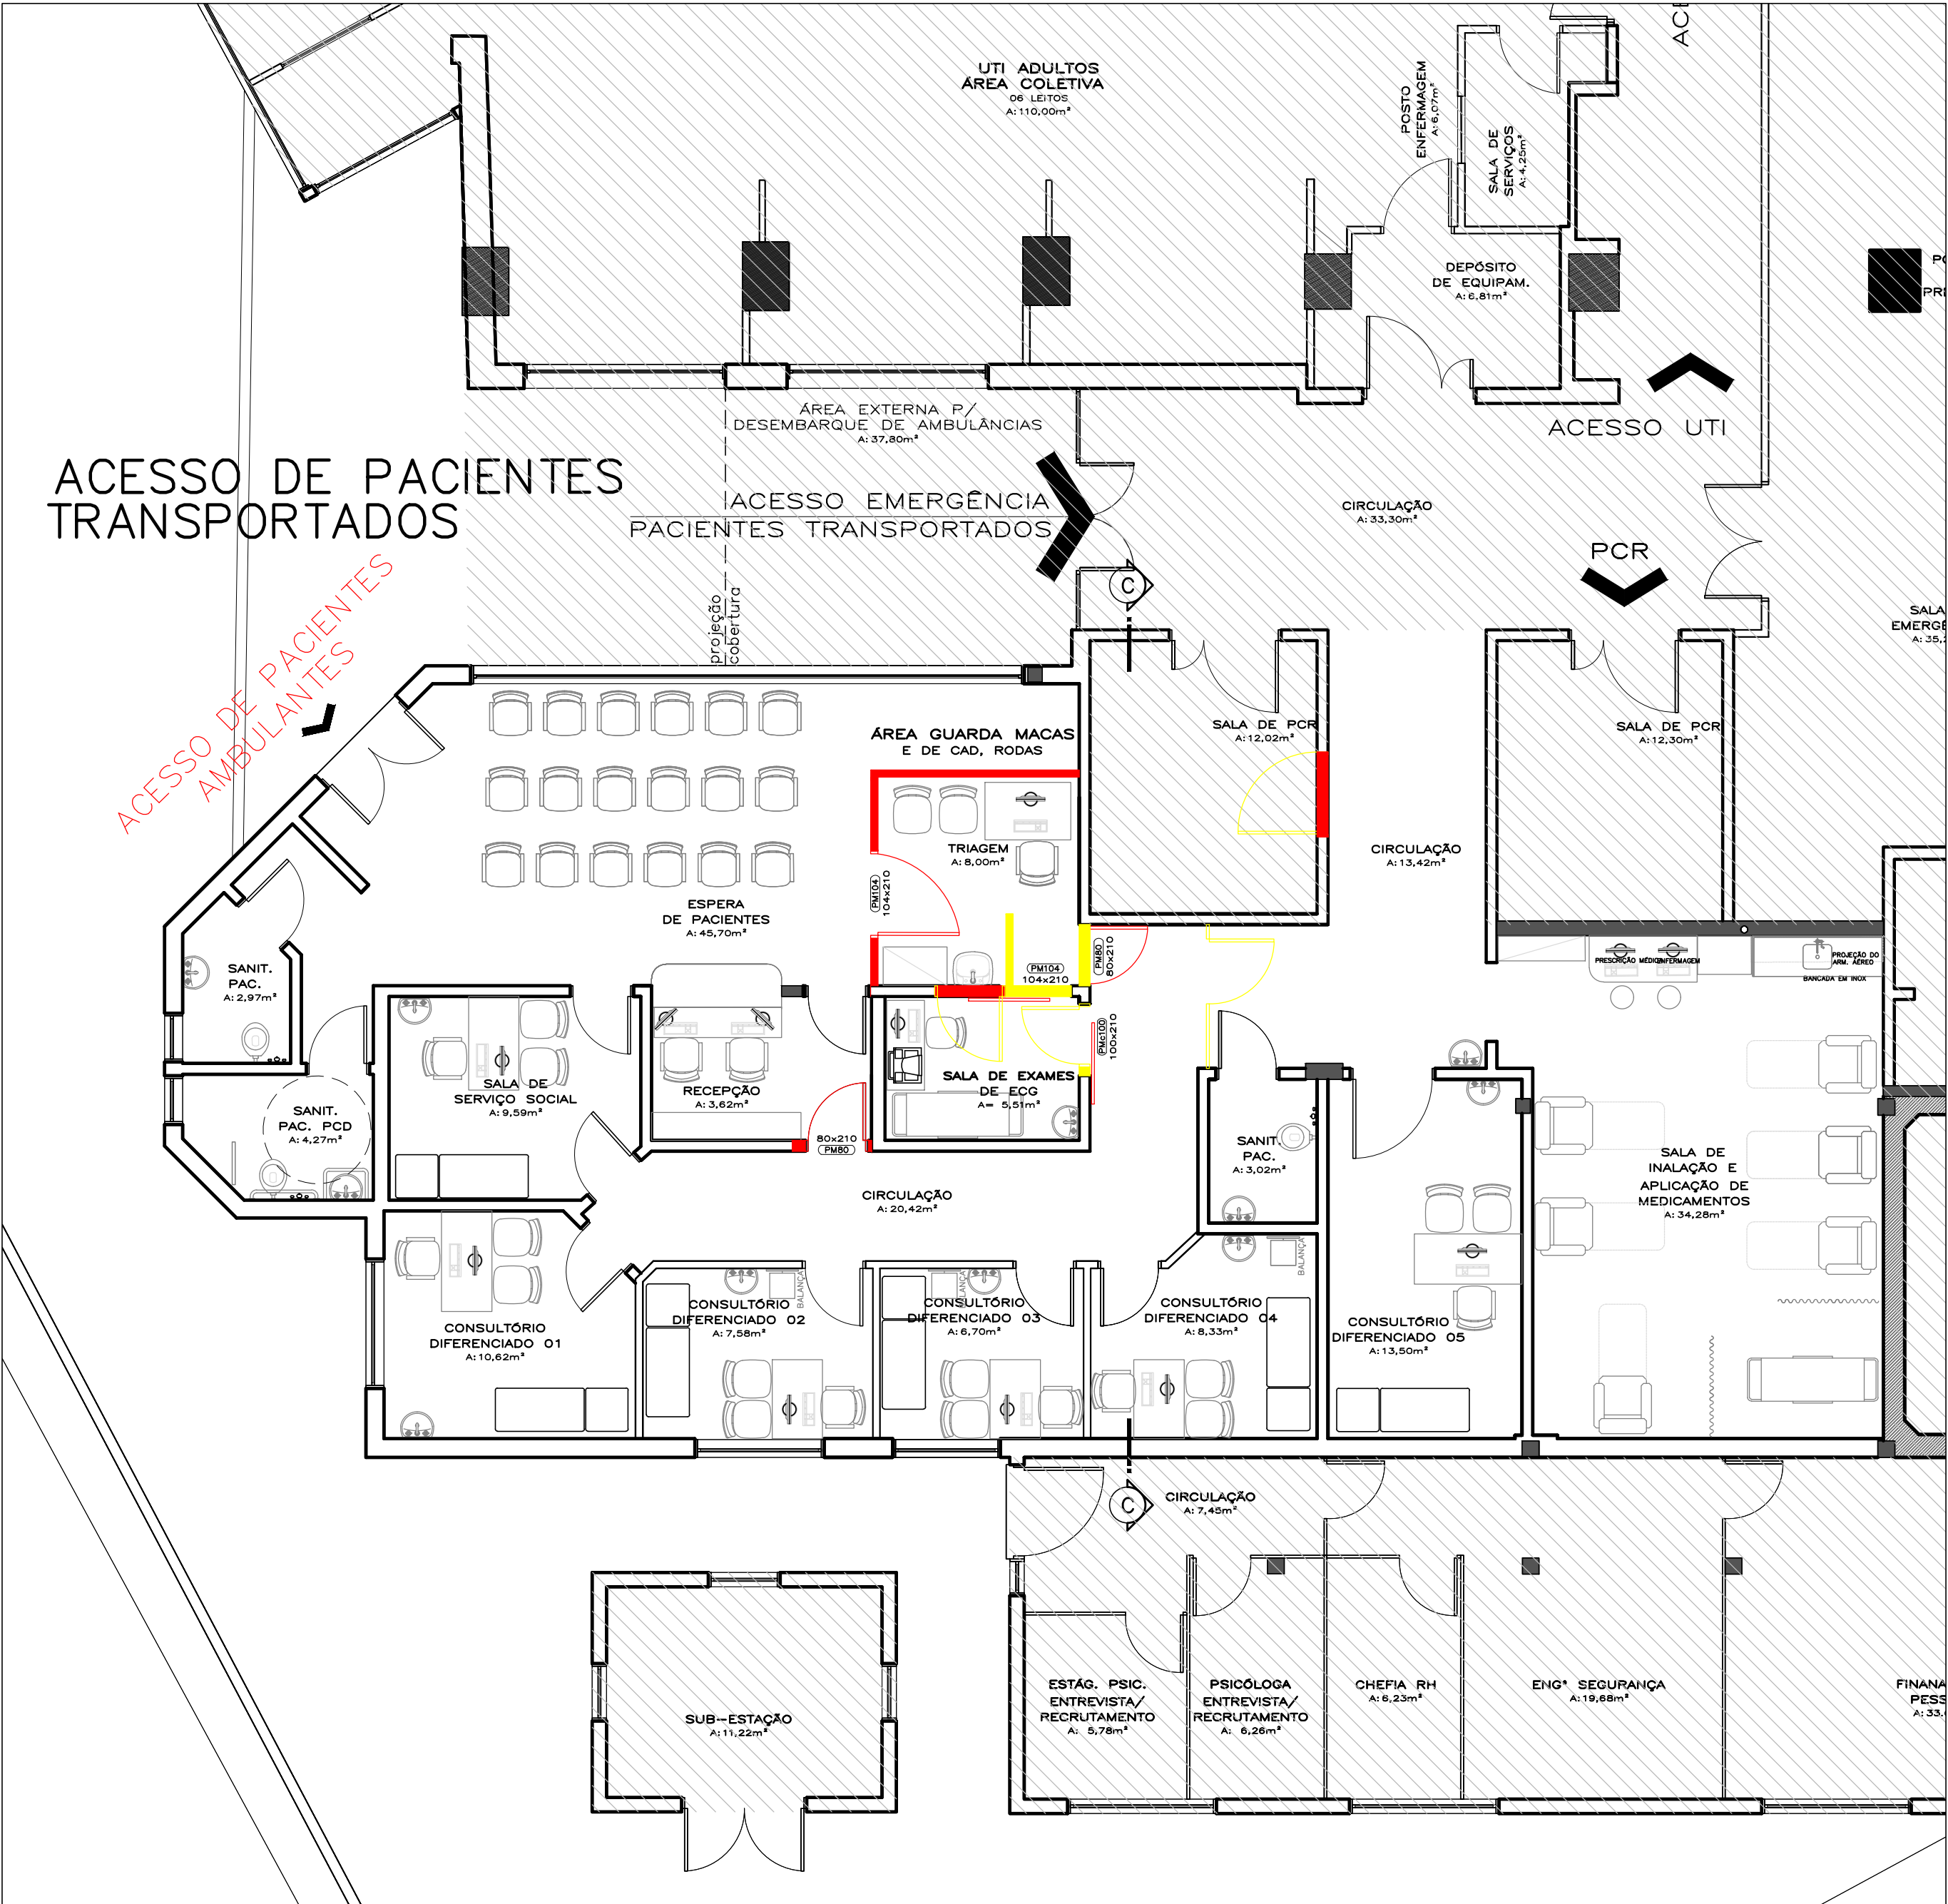 UTI ADULTOS
ÁREA COLETIVA
06 LEITOS
A: 110,00m²
POSTO
ENFERMAGEM
A: 6,07m²
SALA DE
SERVIÇOS
A: 4,25m²
DEPÓSITO
DE EQUIPAM.
A: 6,81m²
ÁREA EXTERNA P/
DESEMBARQUE DE AMBULÂNCIAS
A: 37,80m²
ACESSO UTI
ACESSO DE PACIENTES
TRANSPORTADOS
ACESSO EMERGÊNCIA
PACIENTES TRANSPORTADOS
CIRCULAÇÃO
A: 33,30m²
PCR
C
projeção
cobertura
ACESSO DE PACIENTES
AMBULANTES
ÁREA GUARDA MACAS
E DE CAD, RODAS
SALA DE PCR
A: 12,02m²
SALA DE PCR
A: 12,30m²
TRIAGEM
A: 8,00m²
CIRCULAÇÃO
A: 13,42m²
PM104
104x210
ESPERA
DE PACIENTES
A: 45,70m²
PM104
104x210
PM80
80x210
PRESCRIÇÃO MÉDICA
ENFERMAGEM
PROJEÇÃO DO
ARM. AÉREO
BANCADA EM INOX
SANIT.
PAC.
A: 2,97m²
SALA DE
SERVIÇO SOCIAL
A: 9,59m²
RECEPÇÃO
A: 3,62m²
SALA DE EXAMES
DE ECG
A= 5,51m²
PMc100
100x210
SANIT.
PAC. PCD
A: 4,27m²
80x210
PM80
SANIT.
PAC.
A: 3,02m²
SALA DE
INALAÇÃO E
APLICAÇÃO DE
MEDICAMENTOS
A: 34,28m²
CIRCULAÇÃO
A: 20,42m²
BALANÇA
BALANÇA
BALANÇA
CONSULTÓRIO
DIFERENCIADO 01
A: 10,62m²
CONSULTÓRIO
DIFERENCIADO 02
A: 7,58m²
CONSULTÓRIO
DIFERENCIADO 03
A: 6,70m²
CONSULTÓRIO
DIFERENCIADO 04
A: 8,33m²
CONSULTÓRIO
DIFERENCIADO 05
A: 13,50m²
C
CIRCULAÇÃO
A: 7,45m²
SUB-ESTAÇÃO
A: 11,22m²
ESTÁG. PSIC.
ENTREVISTA/
RECRUTAMENTO
A: 5,78m²
PSICÓLOGA
ENTREVISTA/
RECRUTAMENTO
A: 6,26m²
CHEFIA RH
A: 6,23m²
ENGª SEGURANÇA
A: 19,68m²